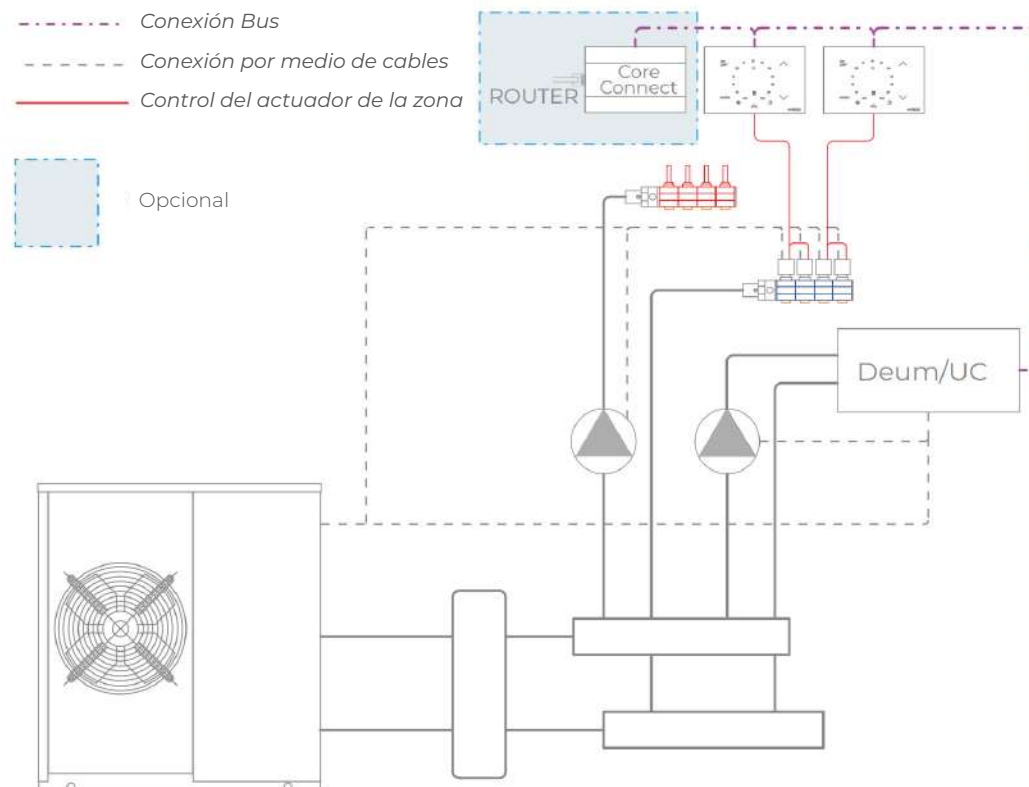 Conexión Bus
Conexión por medio de cables
Control del actuador de la zona
Opcional
ROUTER
Core
Connect
Deum/UC